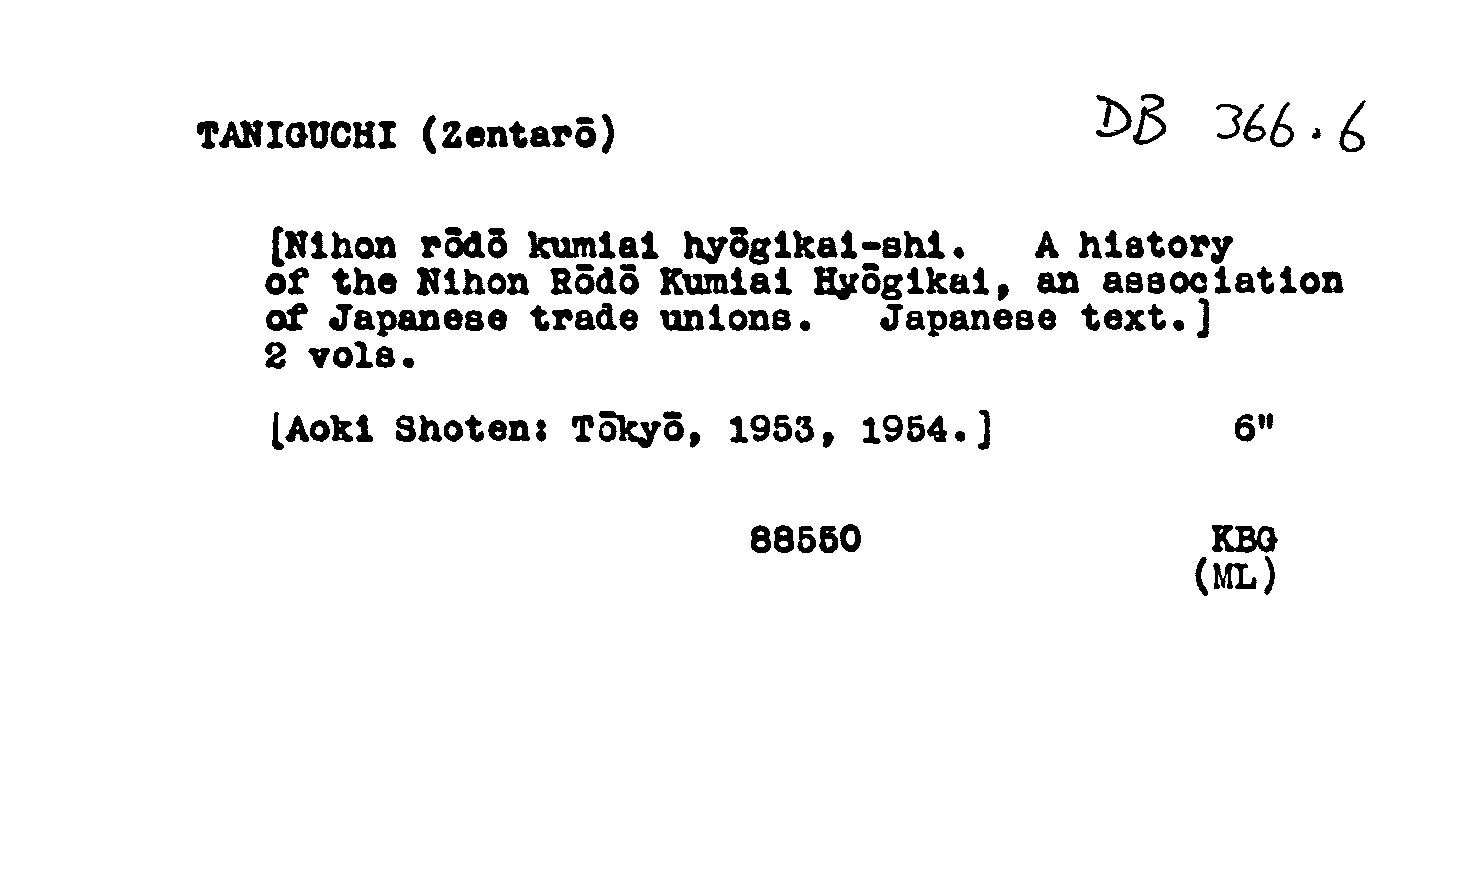 TANIGUCHI (Zentarō)
DB 366.6
[Nihon rōdō kumiai hyōgikai-shi. A history
of the Nihon Rōdō Kumiai Hyōgikai, an association
of Japanese trade unions. Japanese text.]
2 vols.
[Aoki Shoten: Tōkyō, 1953, 1954.] 6"
88550 KBG
(ML)